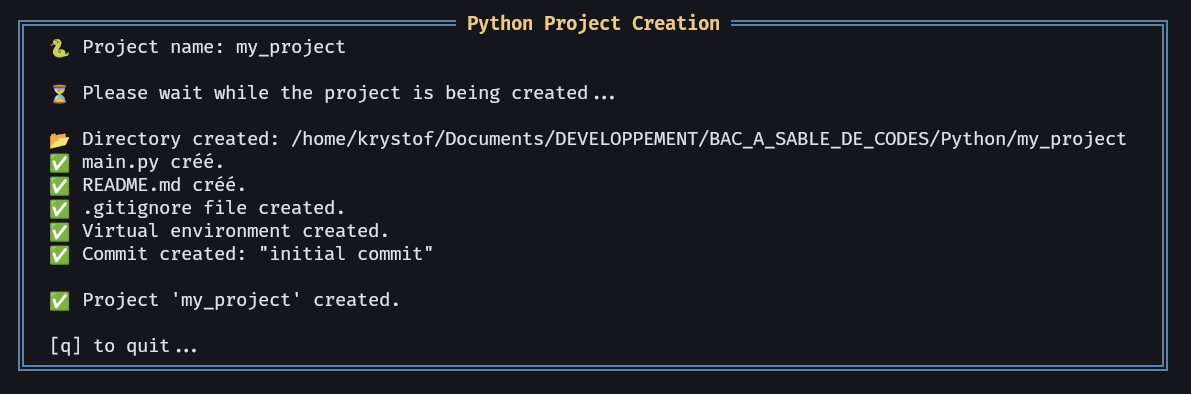 Python Project Creation
🐍 Project name: my_project
⏳ Please wait while the project is being created...
📂 Directory created: /home/krystof/Documents/DEVELOPPEMENT/BAC_A_SABLE_DE_CODES/Python/my_project
✅ main.py créé.
✅ README.md créé.
✅ .gitignore file created.
✅ Virtual environment created.
✅ Commit created: "initial commit"
✅ Project 'my_project' created.
[q] to quit...